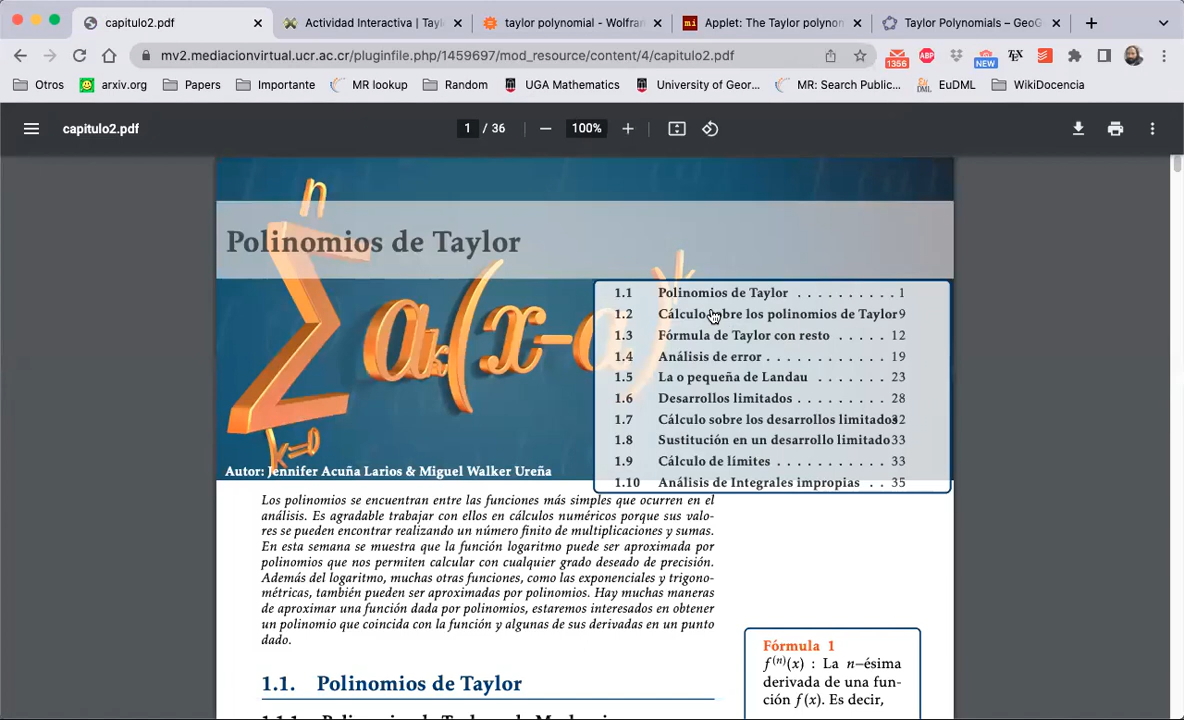 capitulo2.pdf
Actividad Interactiva | Tayl
taylor polynomial - Wolfram
Applet: The Taylor polynom
Taylor Polynomials – GeoG
mv2.mediacionvirtual.ucr.ac.cr/pluginfile.php/1459697/mod_resource/content/4/capitulo2.pdf
1356
ABP
NEW
TEX
Otros
arxiv.org
Papers
Importante
MR lookup
Random
UGA Mathematics
University of Geor...
MR: Search Public...
EuDML
WikiDocencia
capitulo2.pdf
1 / 36
100%
n
Polinomios de Taylor
∑ a_k(x-a)^k
k=0
1.1 Polinomios de Taylor . . . . . . . . . . 1
1.2 Cálculo sobre los polinomios de Taylor9
1.3 Fórmula de Taylor con resto . . . . . 12
1.4 Análisis de error . . . . . . . . . . . . 19
1.5 La o pequeña de Landau . . . . . . . 23
1.6 Desarrollos limitados . . . . . . . . . 28
1.7 Cálculo sobre los desarrollos limitados32
1.8 Sustitución en un desarrollo limitado33
1.9 Cálculo de límites . . . . . . . . . . . 33
1.10 Análisis de Integrales impropias . . 35
Autor: Jennifer Acuña Larios & Miguel Walker Ureña
Los polinomios se encuentran entre las funciones más simples que ocurren en el
análisis. Es agradable trabajar con ellos en cálculos numéricos porque sus valo-
res se pueden encontrar realizando un número finito de multiplicaciones y sumas.
En esta semana se muestra que la función logaritmo puede ser aproximada por
polinomios que nos permiten calcular con cualquier grado deseado de precisión.
Además del logaritmo, muchas otras funciones, como las exponenciales y trigono-
métricas, también pueden ser aproximadas por polinomios. Hay muchas maneras
de aproximar una función dada por polinomios, estaremos interesados en obtener
un polinomio que coincida con la función y algunas de sus derivadas en un punto
dado.
1.1. Polinomios de Taylor
Fórmula 1
f⁽ⁿ⁾(x) : La n−ésima
derivada de una fun-
ción f(x). Es decir,